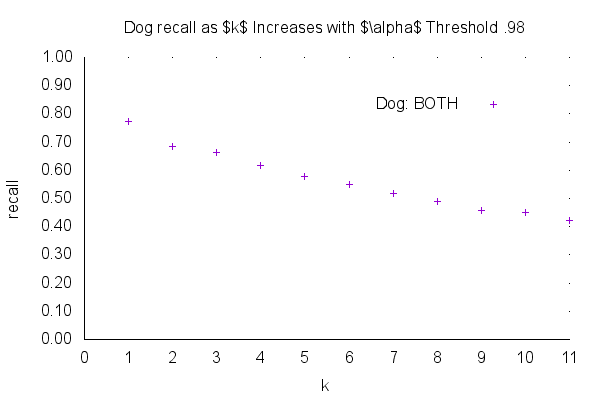 Dog recall as $k$ Increases with $\alpha$ Threshold .98
1.00
0.90
0.80
0.70
0.60
0.50
0.40
0.30
0.20
0.10
0.00
recall
Dog: BOTH
0 1 2 3 4 5 6 7 8 9 10 11
k